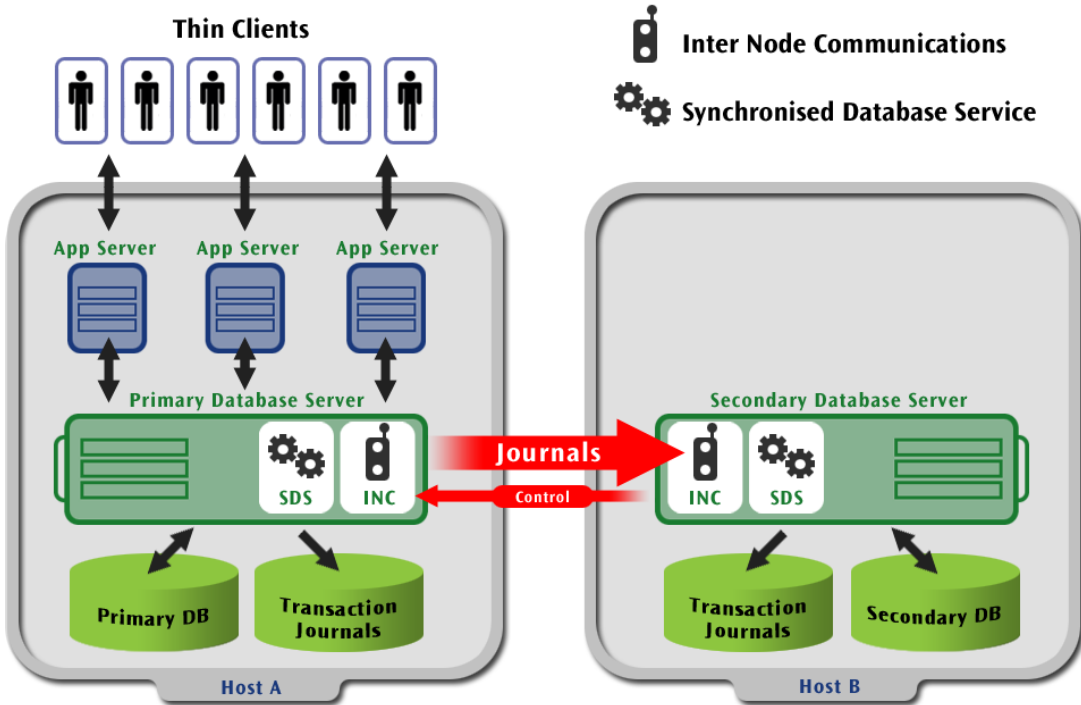 Thin Clients
Inter Node Communications
Synchronised Database Service
App Server
App Server
App Server
Primary Database Server
SDS
INC
Journals
Control
Secondary Database Server
INC
SDS
Primary DB
Transaction
Journals
Transaction
Journals
Secondary DB
Host A
Host B